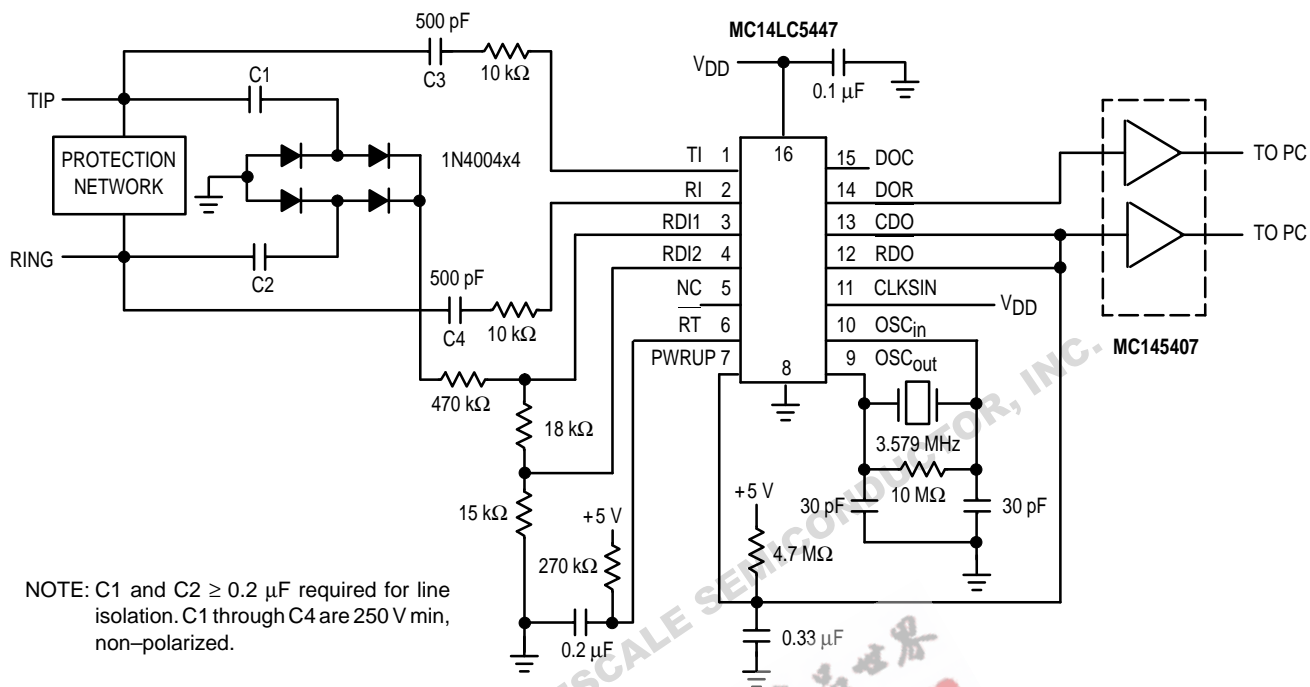 500 pF
C3
10 kΩ
MC14LC5447
VDD
0.1 µF
TIP
C1
PROTECTION
NETWORK
1N4004x4
TI 1
16
15 DOC
TO PC
RI 2
14 DOR
RDI1 3
13 CDO
TO PC
RING
C2
RDI2 4
12 RDO
500 pF
C4
10 kΩ
NC 5
11 CLKSIN
VDD
RT 6
10 OSCin
MC145407
PWRUP 7
8
9 OSCout
470 kΩ
18 kΩ
3.579 MHz
10 MΩ
30 pF
30 pF
15 kΩ
+5 V
+5 V
270 kΩ
4.7 MΩ
0.2 µF
0.33 µF
NOTE: C1 and C2 ≥ 0.2 µF required for line
isolation. C1 through C4 are 250 V min,
non–polarized.
SCALE SEMICONDUCTOR, INC.